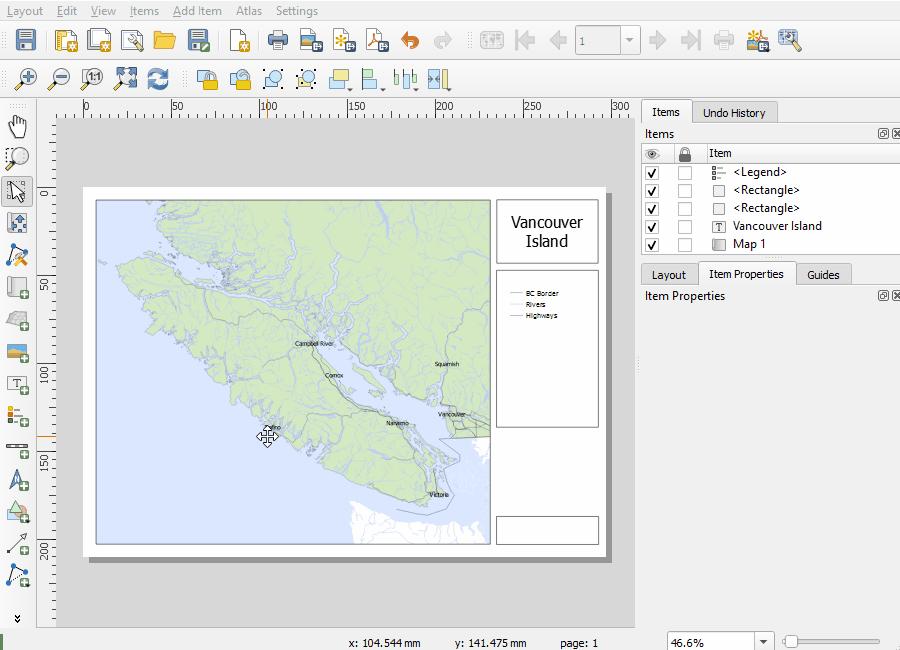 Layout Edit View Items Add Item Atlas Settings
1
1:1
0 50 100 150 200 250 300
Items Undo History
Items
Item
<Legend>
<Rectangle>
<Rectangle>
T Vancouver Island
Map 1
Layout Item Properties Guides
Item Properties
0
50
100
150
200
Vancouver
Island
BC Border
Rivers
Highways
Campbell River
Squamish
Comox
Vancouver
Nanaimo
Victoria
x: 104.544 mm y: 141.475 mm page: 1 46.6%